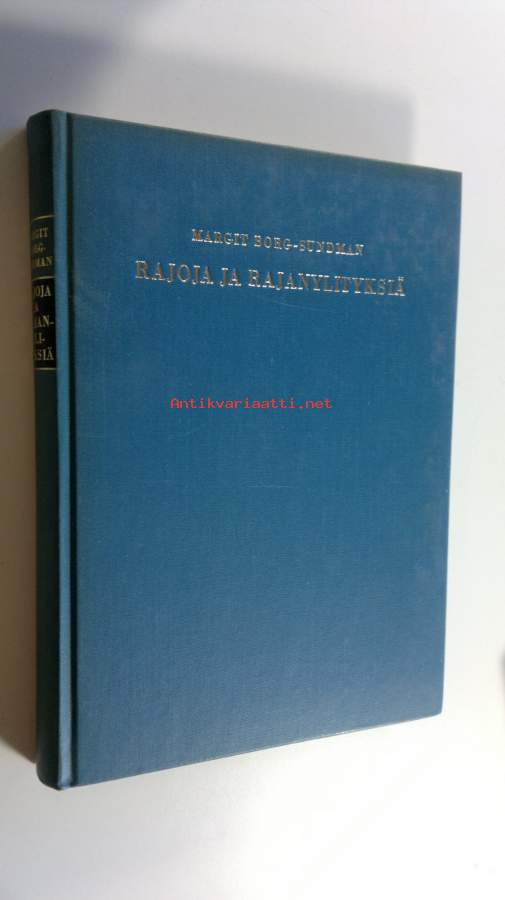 MARGIT BORG-SUNDMAN
RAJOJA JA RAJANYLITYKSIÄ
Antikvariaatti.net